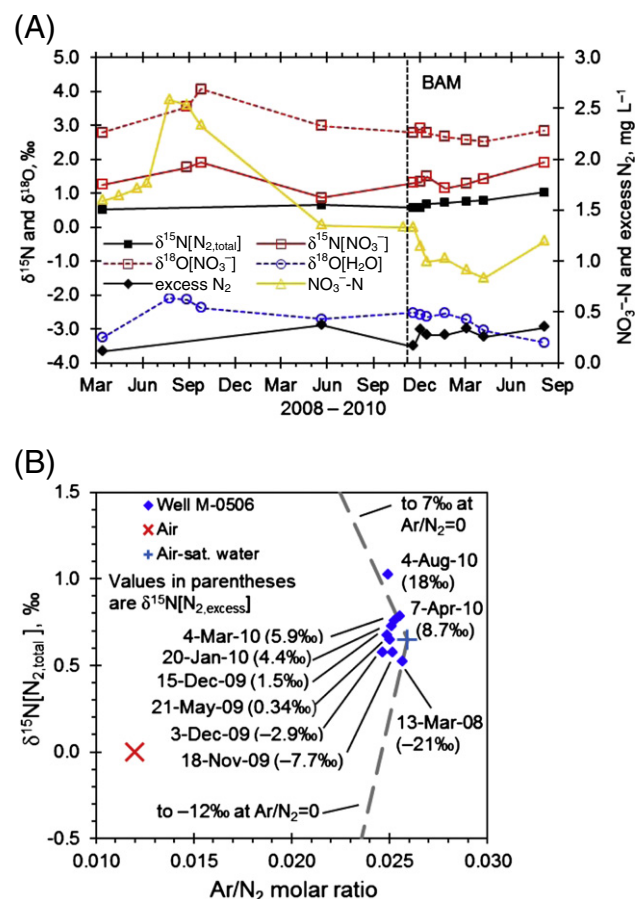 (A)
5.0
4.0
3.0
2.0
1.0
0.0
-1.0
-2.0
-3.0
-4.0
δ¹⁵N and δ¹⁸O, ‰
BAM
3.0
2.5
2.0
1.5
1.0
0.5
0.0
NO₃⁻-N and excess N₂, mg L⁻¹
δ¹⁵N[N₂,total] δ¹⁵N[NO₃⁻]
δ¹⁸O[NO₃⁻] δ¹⁸O[H₂O]
excess N₂ NO₃⁻-N
Mar Jun Sep Dec Mar Jun Sep Dec Mar Jun Sep
2008 – 2010
(B)
1.5
1.0
0.5
0.0
-0.5
δ¹⁵N[N₂,total], ‰
Well M-0506
Air
Air-sat. water
Values in parentheses
are δ¹⁵N[N₂,excess]
to 7‰ at
Ar/N₂=0
4-Aug-10
(18‰)
7-Apr-10
(8.7‰)
4-Mar-10 (5.9‰)
20-Jan-10 (4.4‰)
15-Dec-09 (1.5‰)
21-May-09 (0.34‰)
3-Dec-09 (−2.9‰)
18-Nov-09 (−7.7‰)
13-Mar-08
(−21‰)
to −12‰ at Ar/N₂=0
0.010 0.015 0.020 0.025 0.030
Ar/N₂ molar ratio